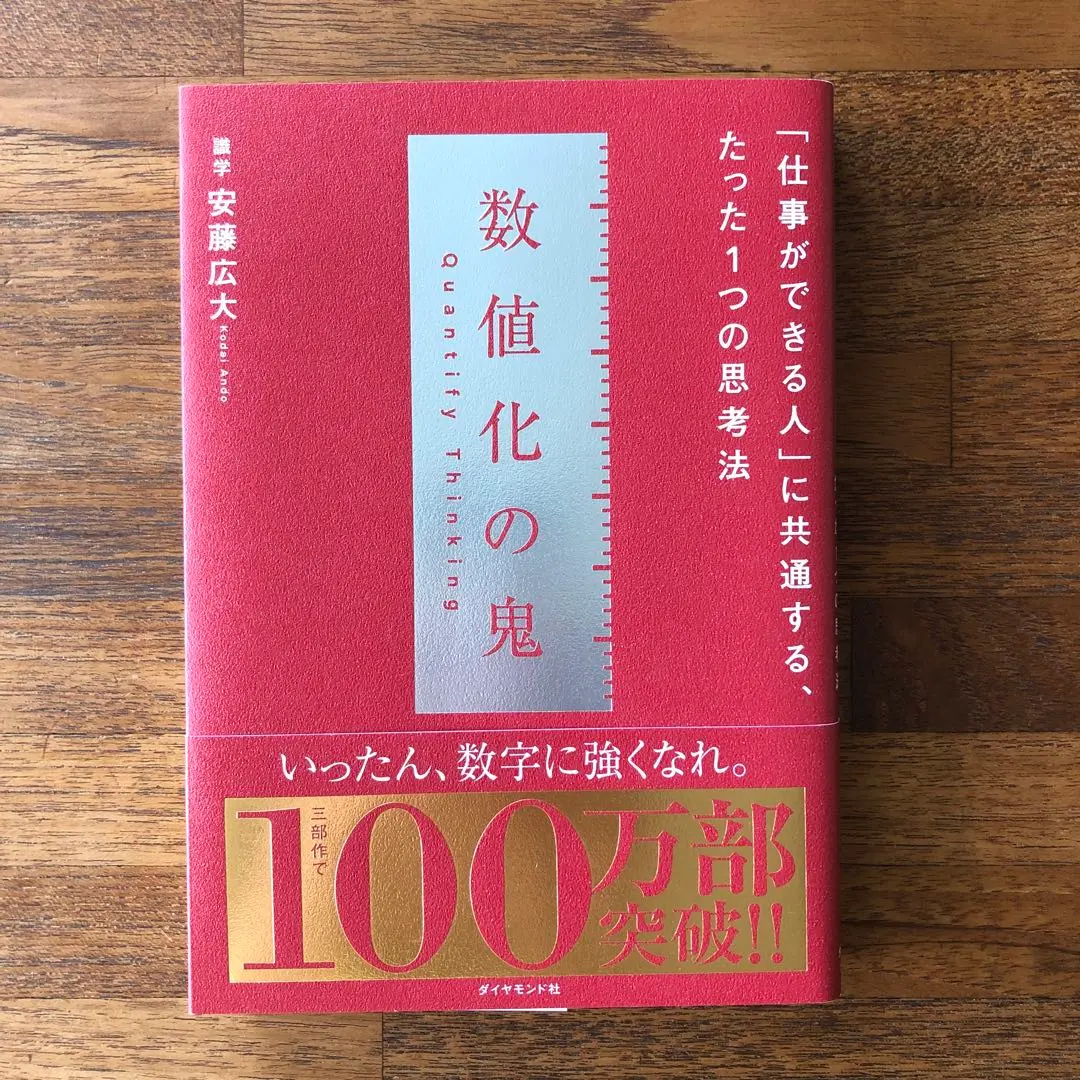 「仕事ができる人」に共通する、
たった1つの思考法
数値化の鬼
Quantify Thinking
識学 安藤広大
Kodai Ando
いったん、数字に強くなれ。
三部作で
100万部
突破!!
ダイヤモンド社